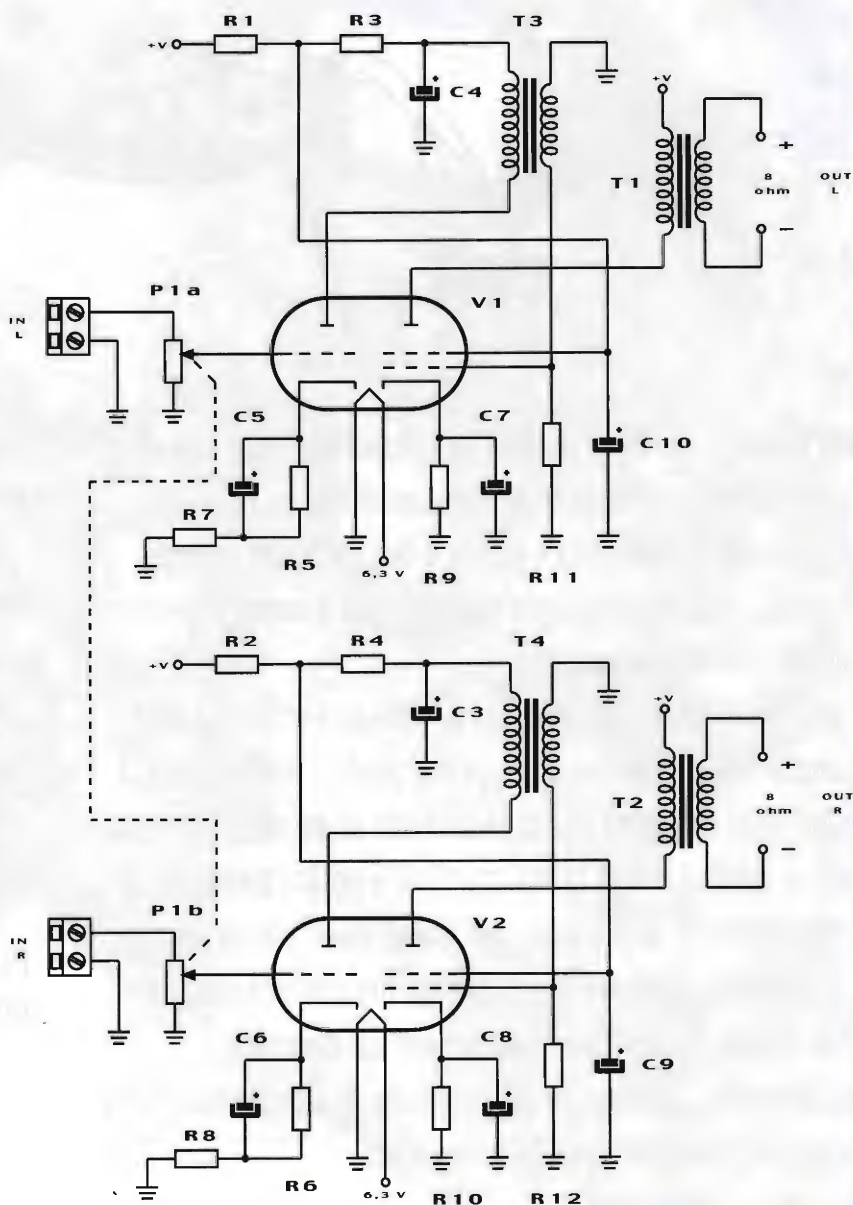 R1
R3
T3
+V
C4
+V
T1
+
8
ohm
OUT
L
−
P1a
V1
IN
L
C5
C7
C10
R7
R5
6,3 V
R9
R11
R2
R4
T4
+V
C3
+V
T2
+
8
ohm
OUT
R
−
P1b
V2
IN
R
C6
C8
C9
R8
R6
6,3 V
R10
R12
+
+
+
+
+
+
+
+